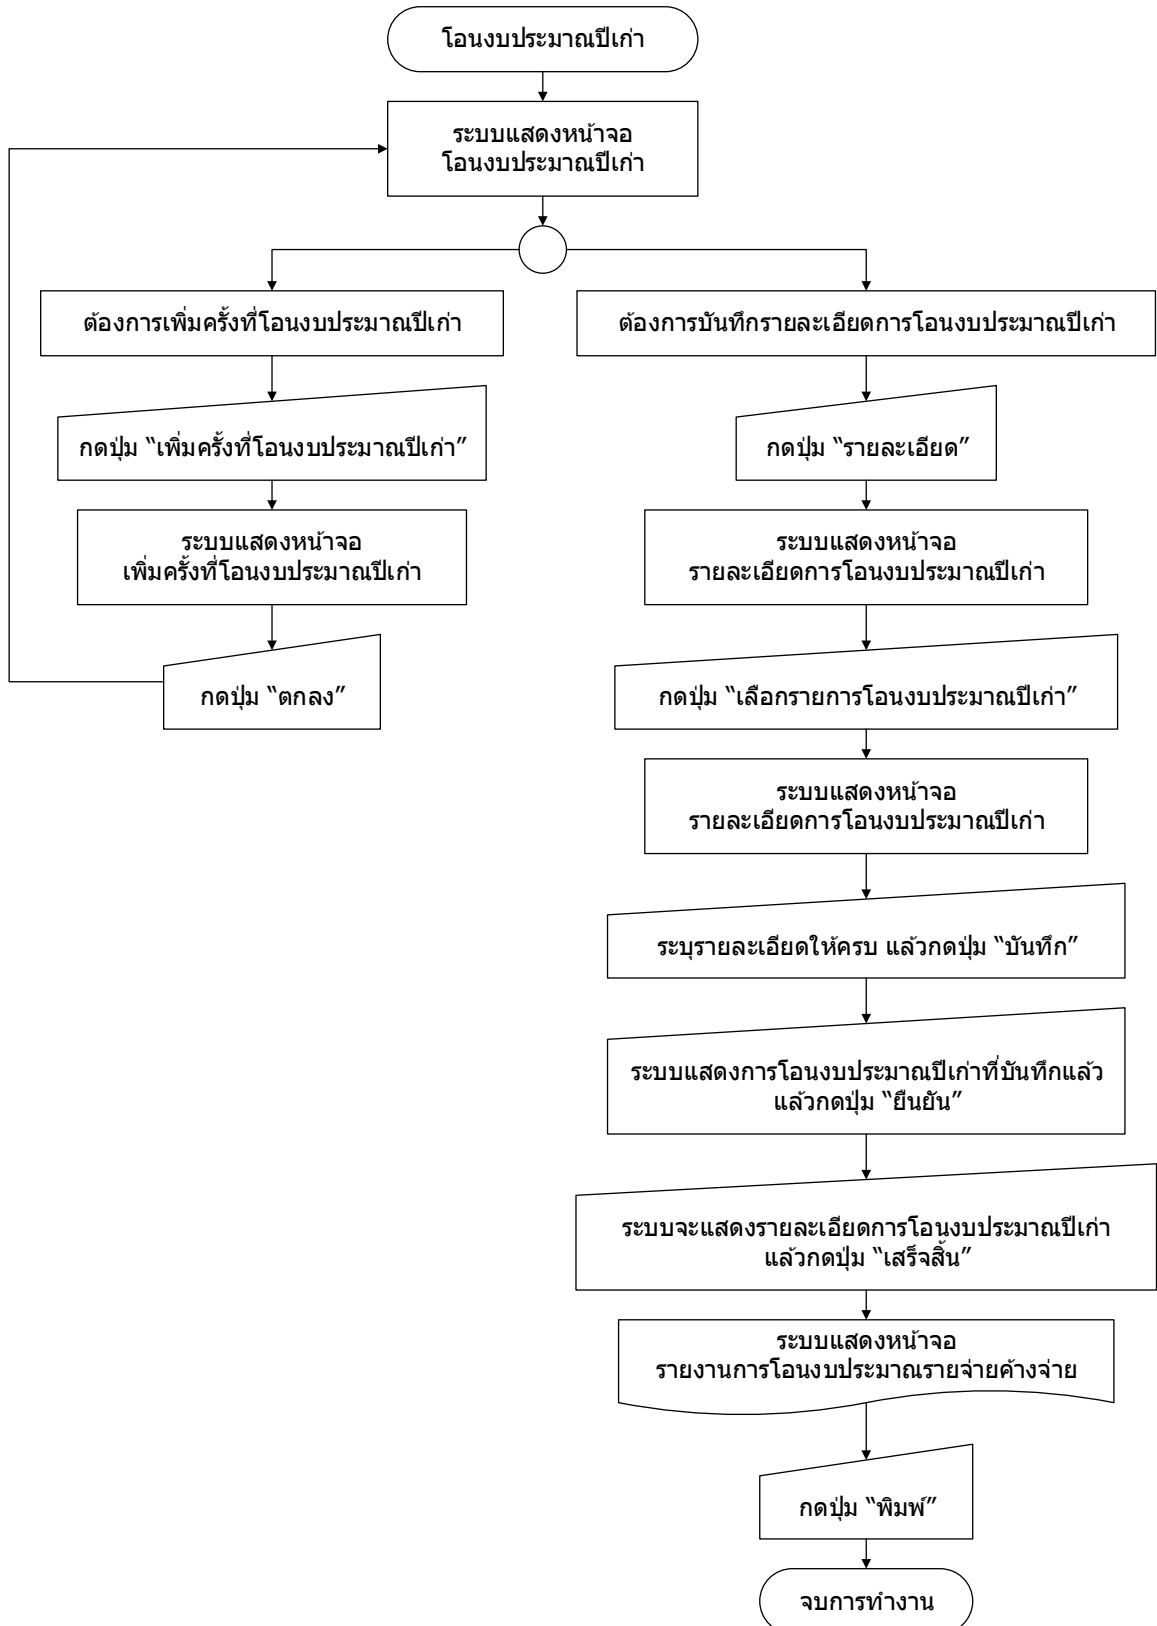 โอนงบประมาณปีเก่า
ระบบแสดงหน้าจอ
โอนงบประมาณปีเก่า
ต้องการเพิ่มครั้งที่โอนงบประมาณปีเก่า
กดปุ่ม “เพิ่มครั้งที่โอนงบประมาณปีเก่า”
ระบบแสดงหน้าจอ
เพิ่มครั้งที่โอนงบประมาณปีเก่า
กดปุ่ม “ตกลง”
ต้องการบันทึกรายละเอียดการโอนงบประมาณปีเก่า
กดปุ่ม “รายละเอียด”
ระบบแสดงหน้าจอ
รายละเอียดการโอนงบประมาณปีเก่า
กดปุ่ม “เลือกรายการโอนงบประมาณปีเก่า”
ระบบแสดงหน้าจอ
รายละเอียดการโอนงบประมาณปีเก่า
ระบุรายละเอียดให้ครบ แล้วกดปุ่ม “บันทึก”
ระบบแสดงการโอนงบประมาณปีเก่าที่บันทึกแล้ว
แล้วกดปุ่ม “ยืนยัน”
ระบบจะแสดงรายละเอียดการโอนงบประมาณปีเก่า
แล้วกดปุ่ม “เสร็จสิ้น”
ระบบแสดงหน้าจอ
รายงานการโอนงบประมาณรายจ่ายค้างจ่าย
กดปุ่ม “พิมพ์”
จบการทำงาน